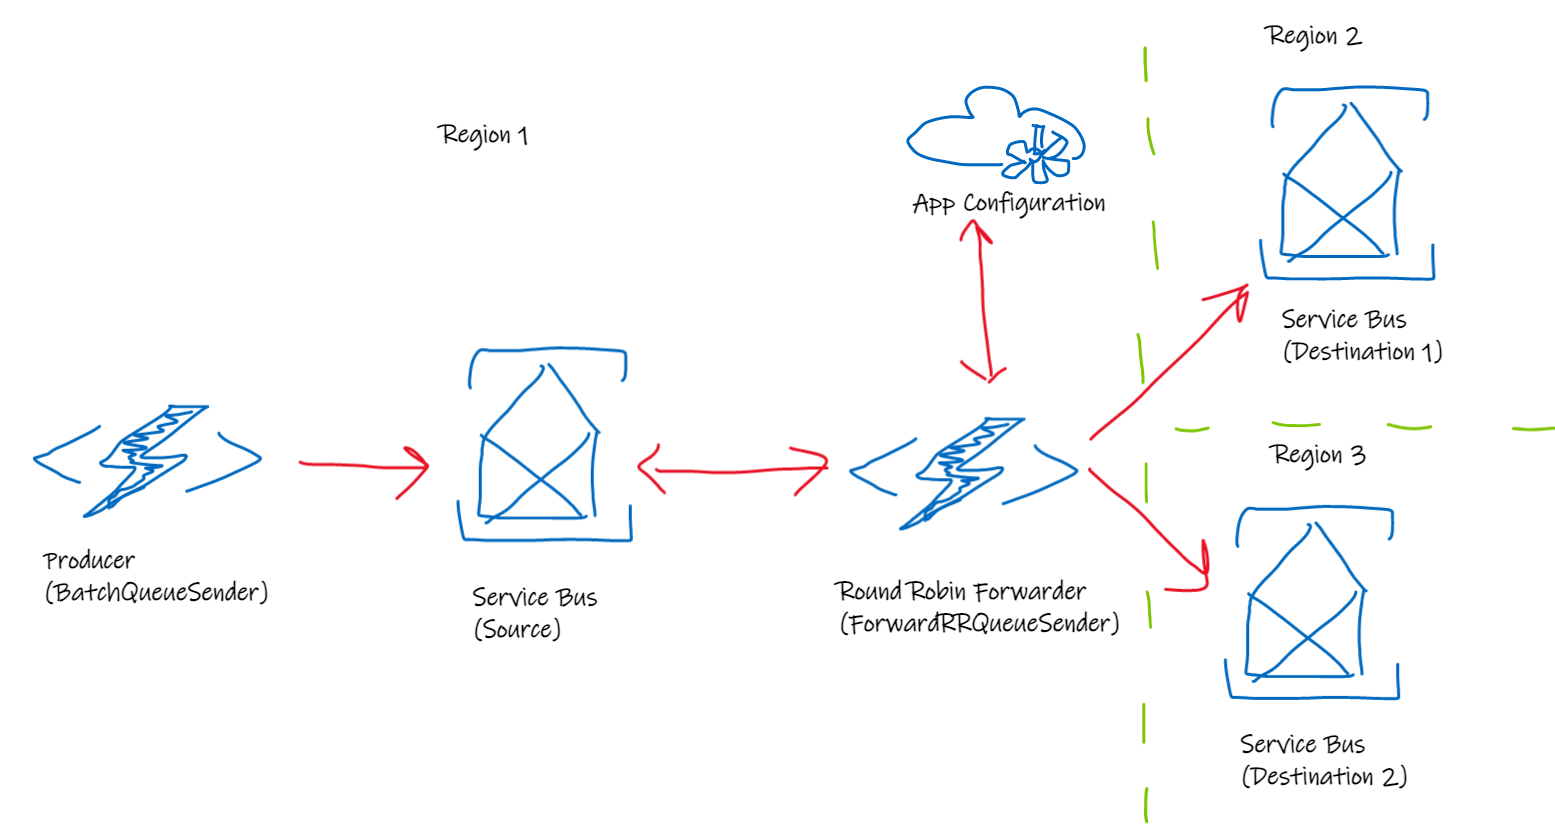 Region 2
Region 1
App Configuration
Service Bus
(Destination 1)
Region 3
Producer
(BatchQueueSender)
Service Bus
(Source)
Round Robin Forwarder
(ForwardRRQueueSender)
Service Bus
(Destination 2)